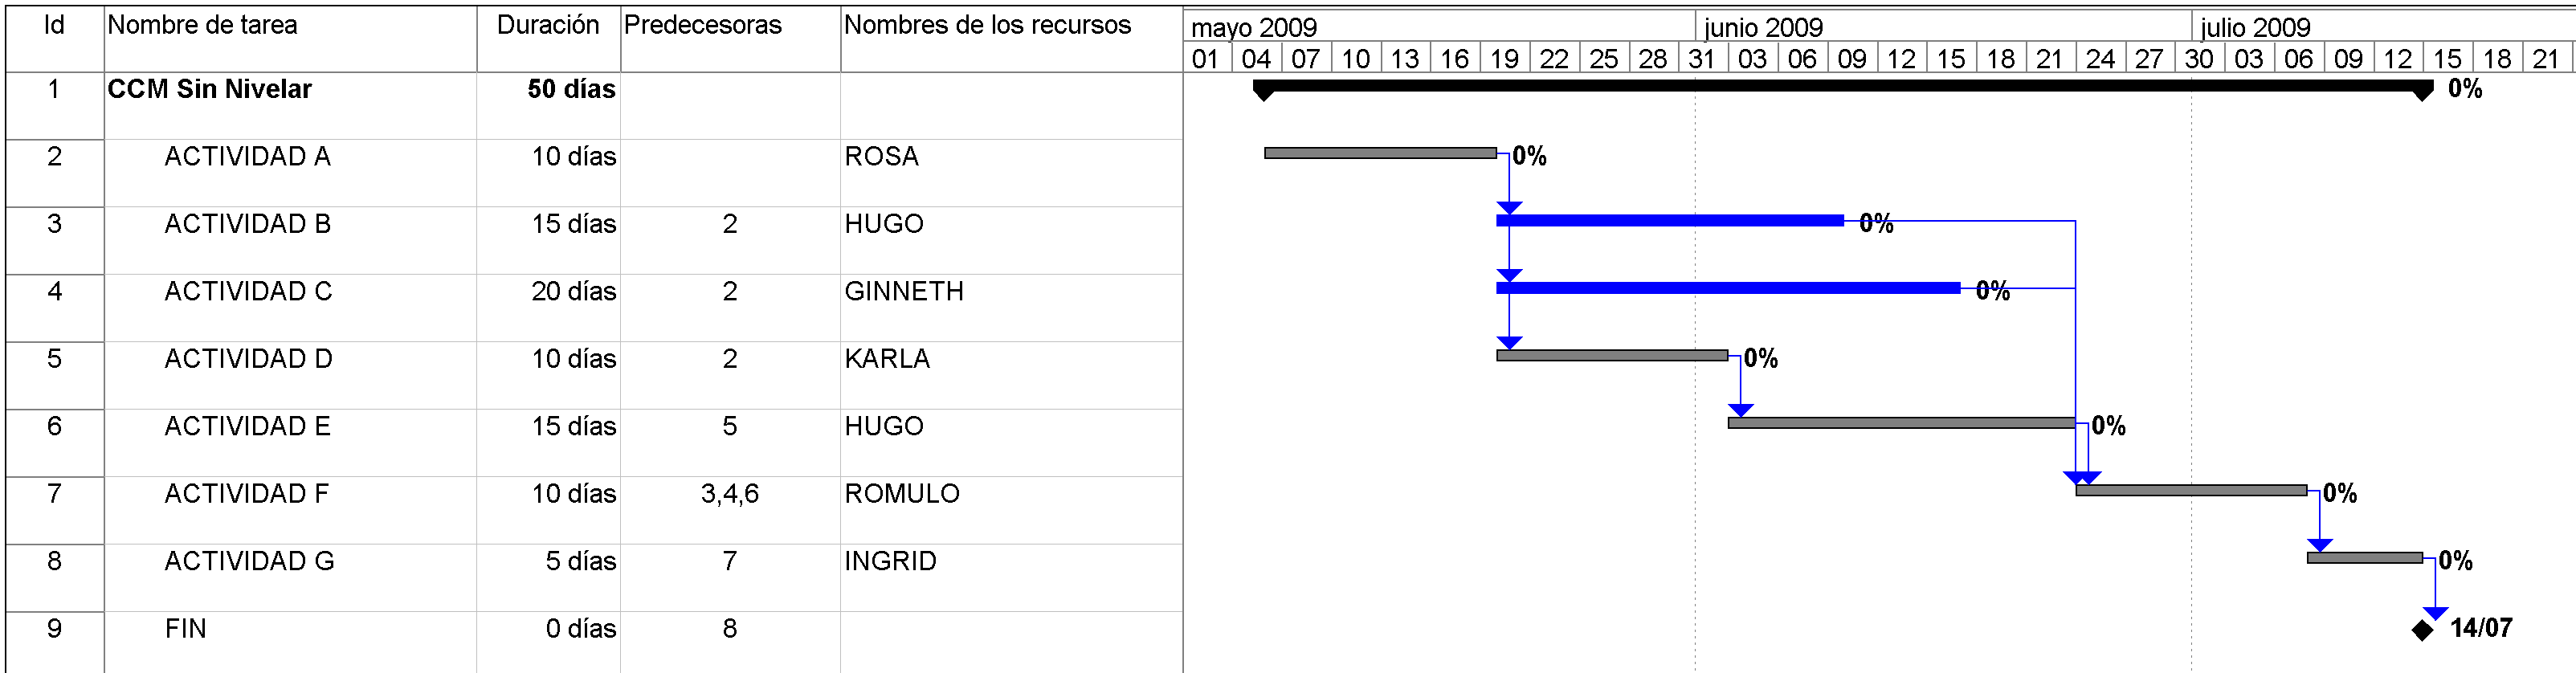 Id Nombre de tarea Duración Predecesoras Nombres de los recursos mayo 2009 junio 2009 julio 2009
01 04 07 10 13 16 19 22 25 28 31 03 06 09 12 15 18 21 24 27 30 03 06 09 12 15 18 21
1 CCM Sin Nivelar 50 días 0%
2 ACTIVIDAD A 10 días ROSA 0%
3 ACTIVIDAD B 15 días 2 HUGO 0%
4 ACTIVIDAD C 20 días 2 GINNETH 0%
5 ACTIVIDAD D 10 días 2 KARLA 0%
6 ACTIVIDAD E 15 días 5 HUGO 0%
7 ACTIVIDAD F 10 días 3,4,6 ROMULO 0%
8 ACTIVIDAD G 5 días 7 INGRID 0%
9 FIN 0 días 8 14/07